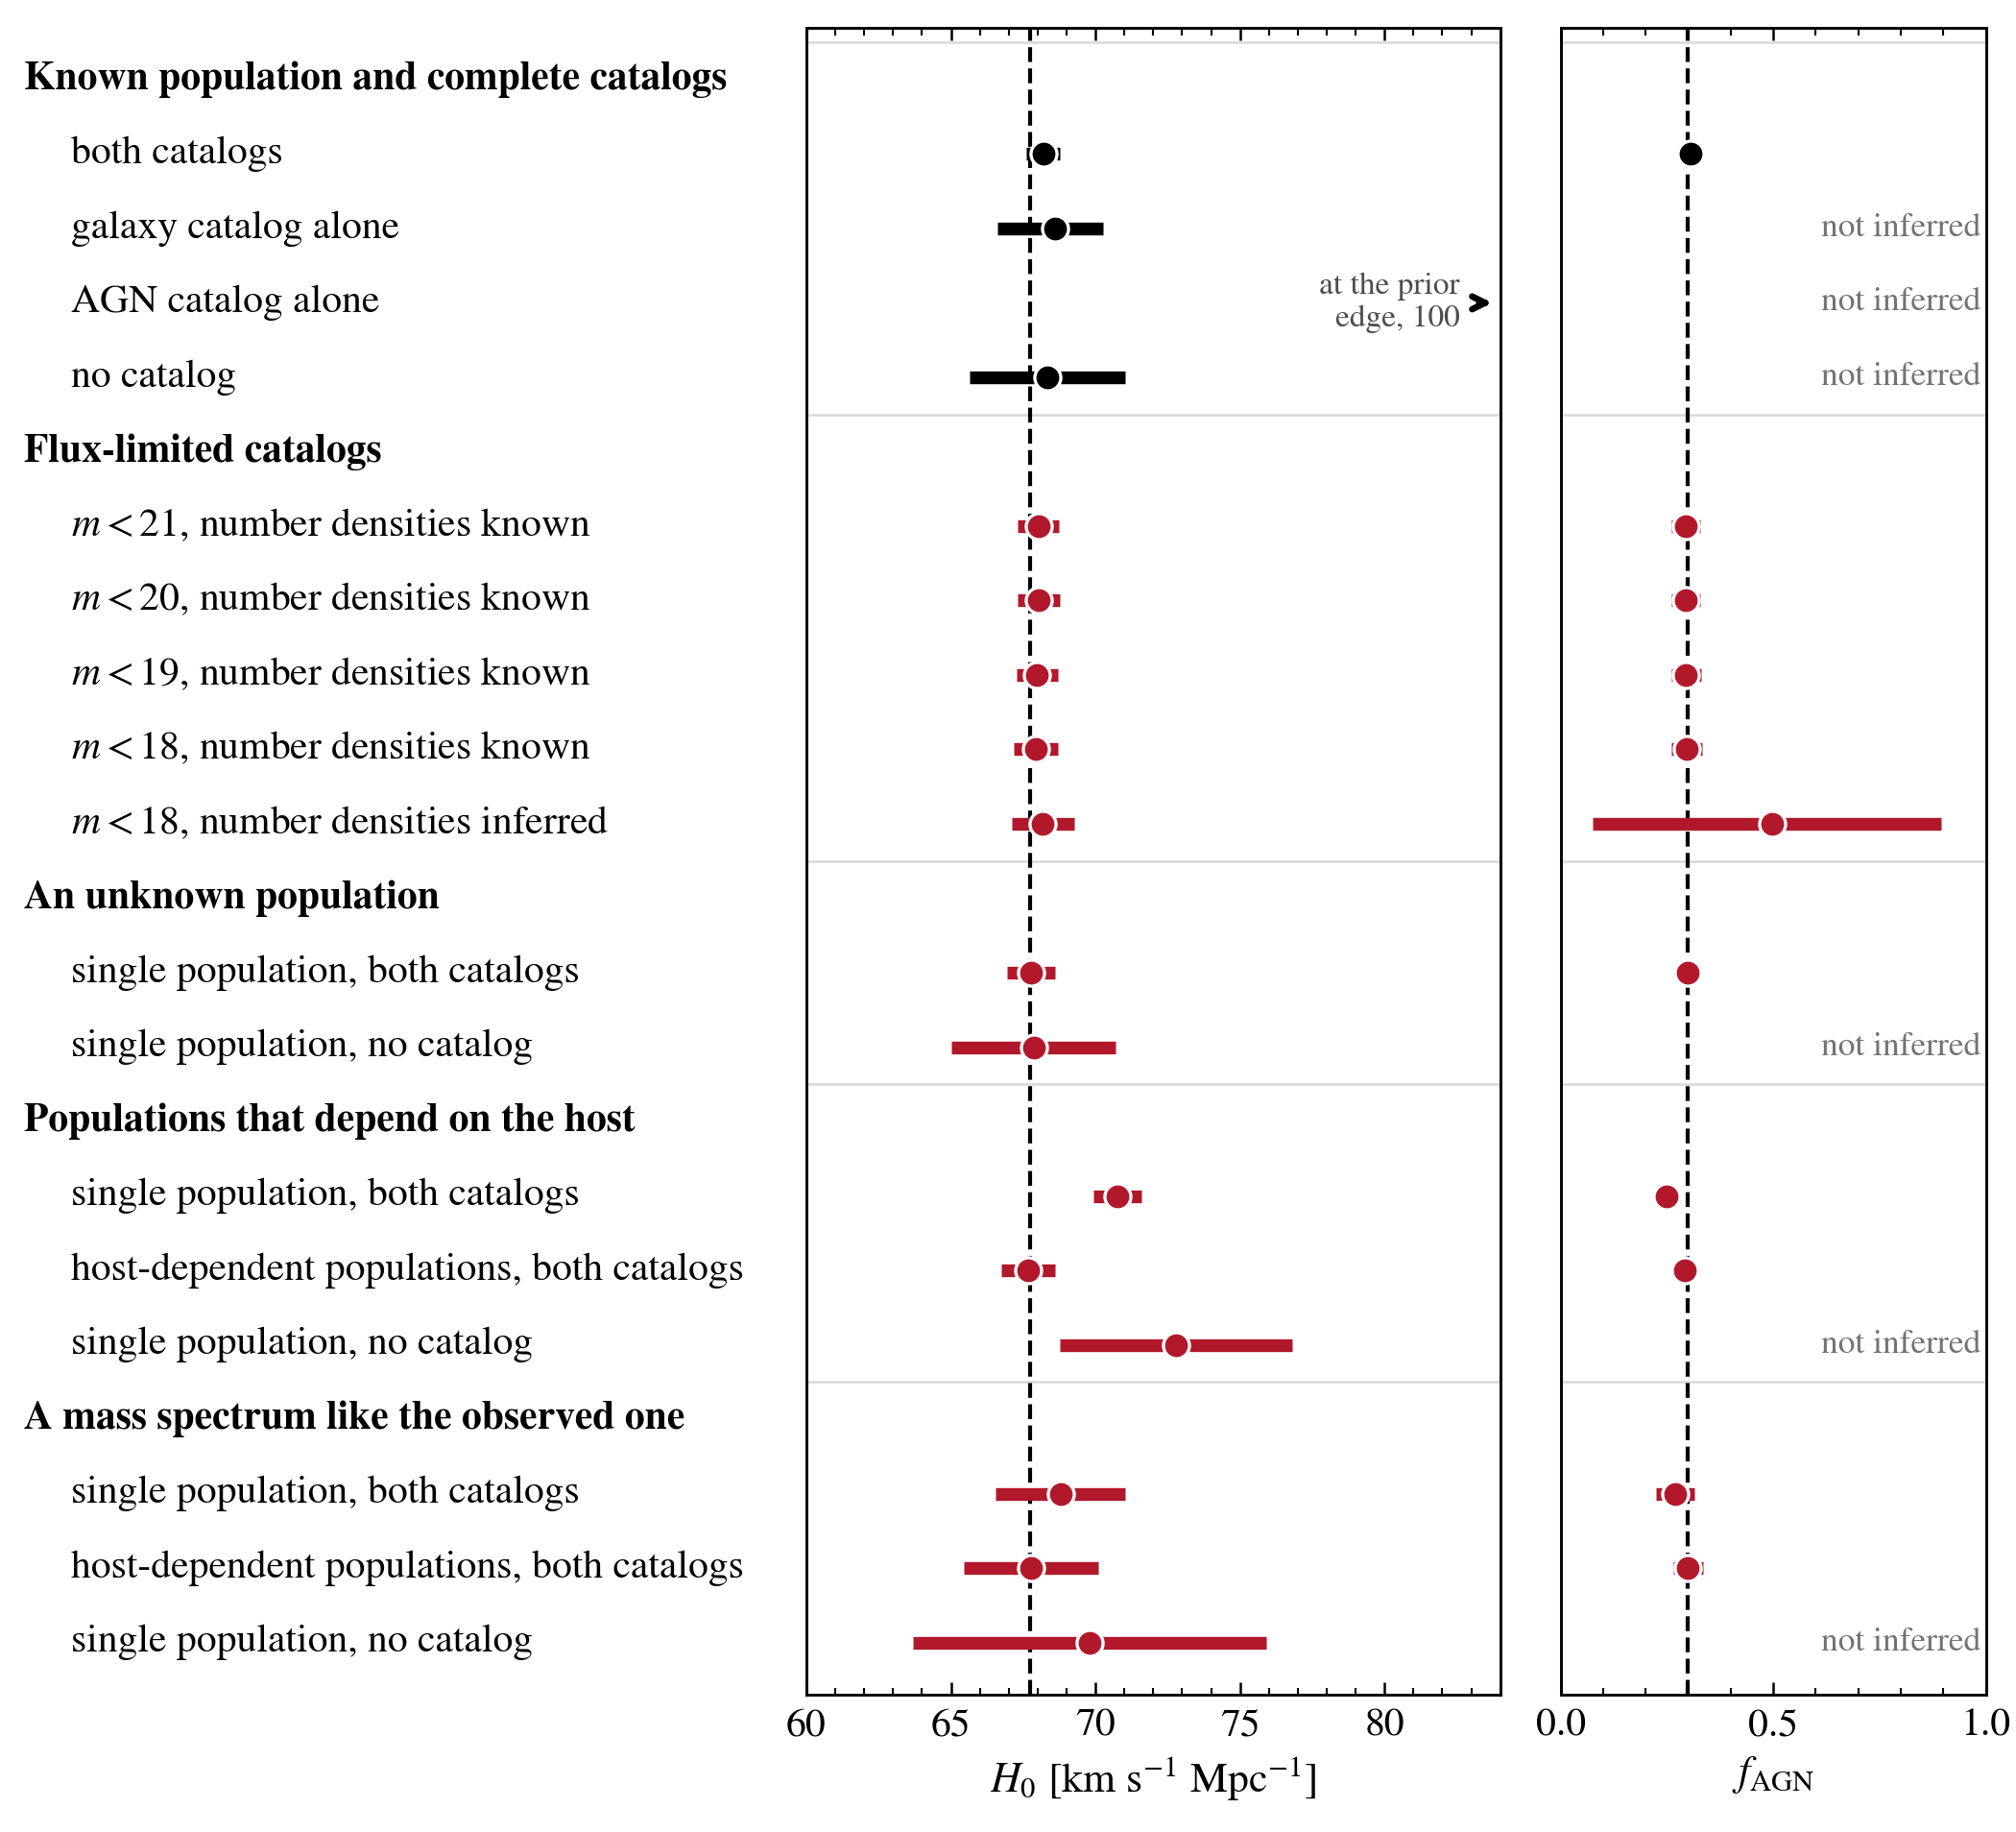 Known population and complete catalogs
both catalogs
galaxy catalog alone
not inferred
AGN catalog alone
at the prior
edge, 100
not inferred
no catalog
not inferred
Flux-limited catalogs
m < 21, number densities known
m < 20, number densities known
m < 19, number densities known
m < 18, number densities known
m < 18, number densities inferred
An unknown population
single population, both catalogs
single population, no catalog
not inferred
Populations that depend on the host
single population, both catalogs
host-dependent populations, both catalogs
single population, no catalog
not inferred
A mass spectrum like the observed one
single population, both catalogs
host-dependent populations, both catalogs
single population, no catalog
not inferred
60 65 70 75 80
0.0 0.5 1.0
H₀ [km s⁻¹ Mpc⁻¹]
f_AGN